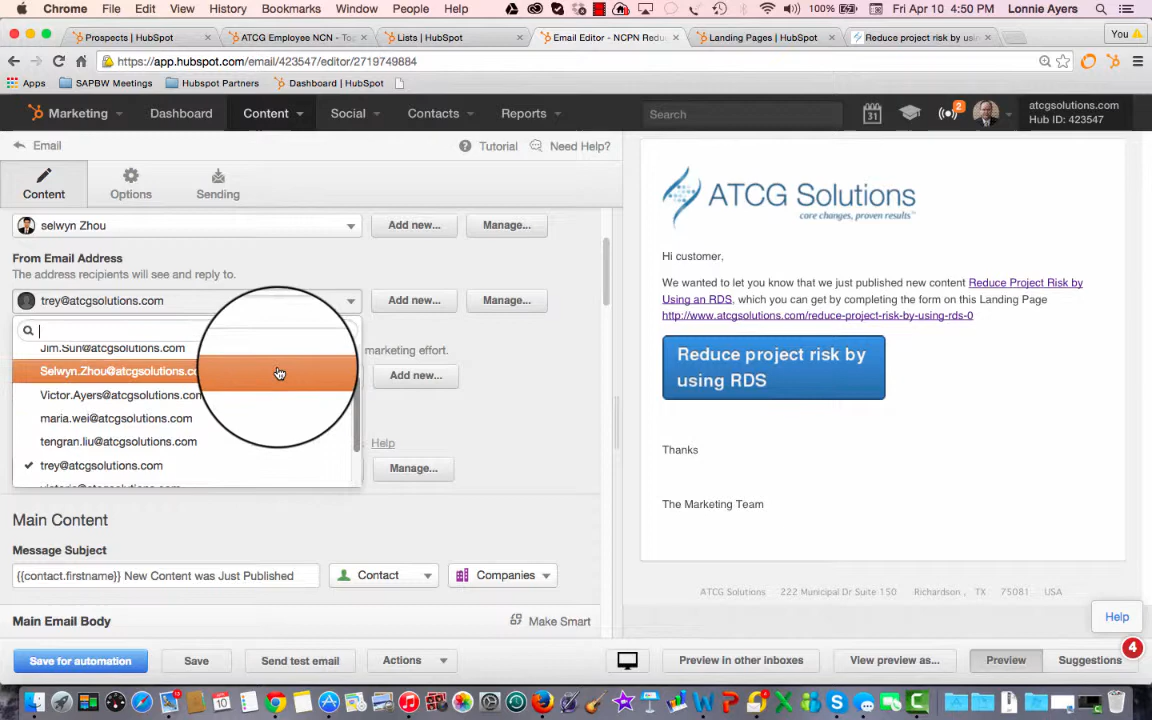 Chrome File Edit View History Bookmarks Window People Help 100% Fri Apr 10 4:50 PM Lonnie Ayers
Prospects | HubSpot × ATCG Employee NCN - To × Lists | HubSpot × Email Editor - NCPN Redu × Landing Pages | HubSpot × Reduce project risk by usin × You
https://app.hubspot.com/email/423547/editor/2719749884
Apps SAPBW Meetings Hubspot Partners Dashboard | HubSpot
Marketing Dashboard Content Social Contacts Reports Search 31 2 atcgsolutions.com
Hub ID: 423547
Email Tutorial Need Help?
Content Options Sending
selwyn Zhou Add new... Manage...
From Email Address
The address recipients will see and reply to.
trey@atcgsolutions.com Add new... Manage...
Jim.Sun@atcgsolutions.com marketing effort.
Selwyn.Zhou@atcgsolutions.co Add new...
Victor.Ayers@atcgsolutions.com
maria.wei@atcgsolutions.com
tengran.liu@atcgsolutions.com Help
trey@atcgsolutions.com Manage...
Main Content
Message Subject
{{contact.firstname}} New Content was Just Published Contact Companies
Main Email Body Make Smart
ATCG Solutions
core changes, proven results™
Hi customer,
We wanted to let you know that we just published new content Reduce Project Risk by
Using an RDS, which you can get by completing the form on this Landing Page
http://www.atcgsolutions.com/reduce-project-risk-by-using-rds-0
Reduce project risk by
using RDS
Thanks
The Marketing Team
ATCG Solutions 222 Municipal Dr Suite 150 Richardson , TX 75081 USA
Help
4
Save for automation Save Send test email Actions Preview in other inboxes View preview as... Preview Suggestions